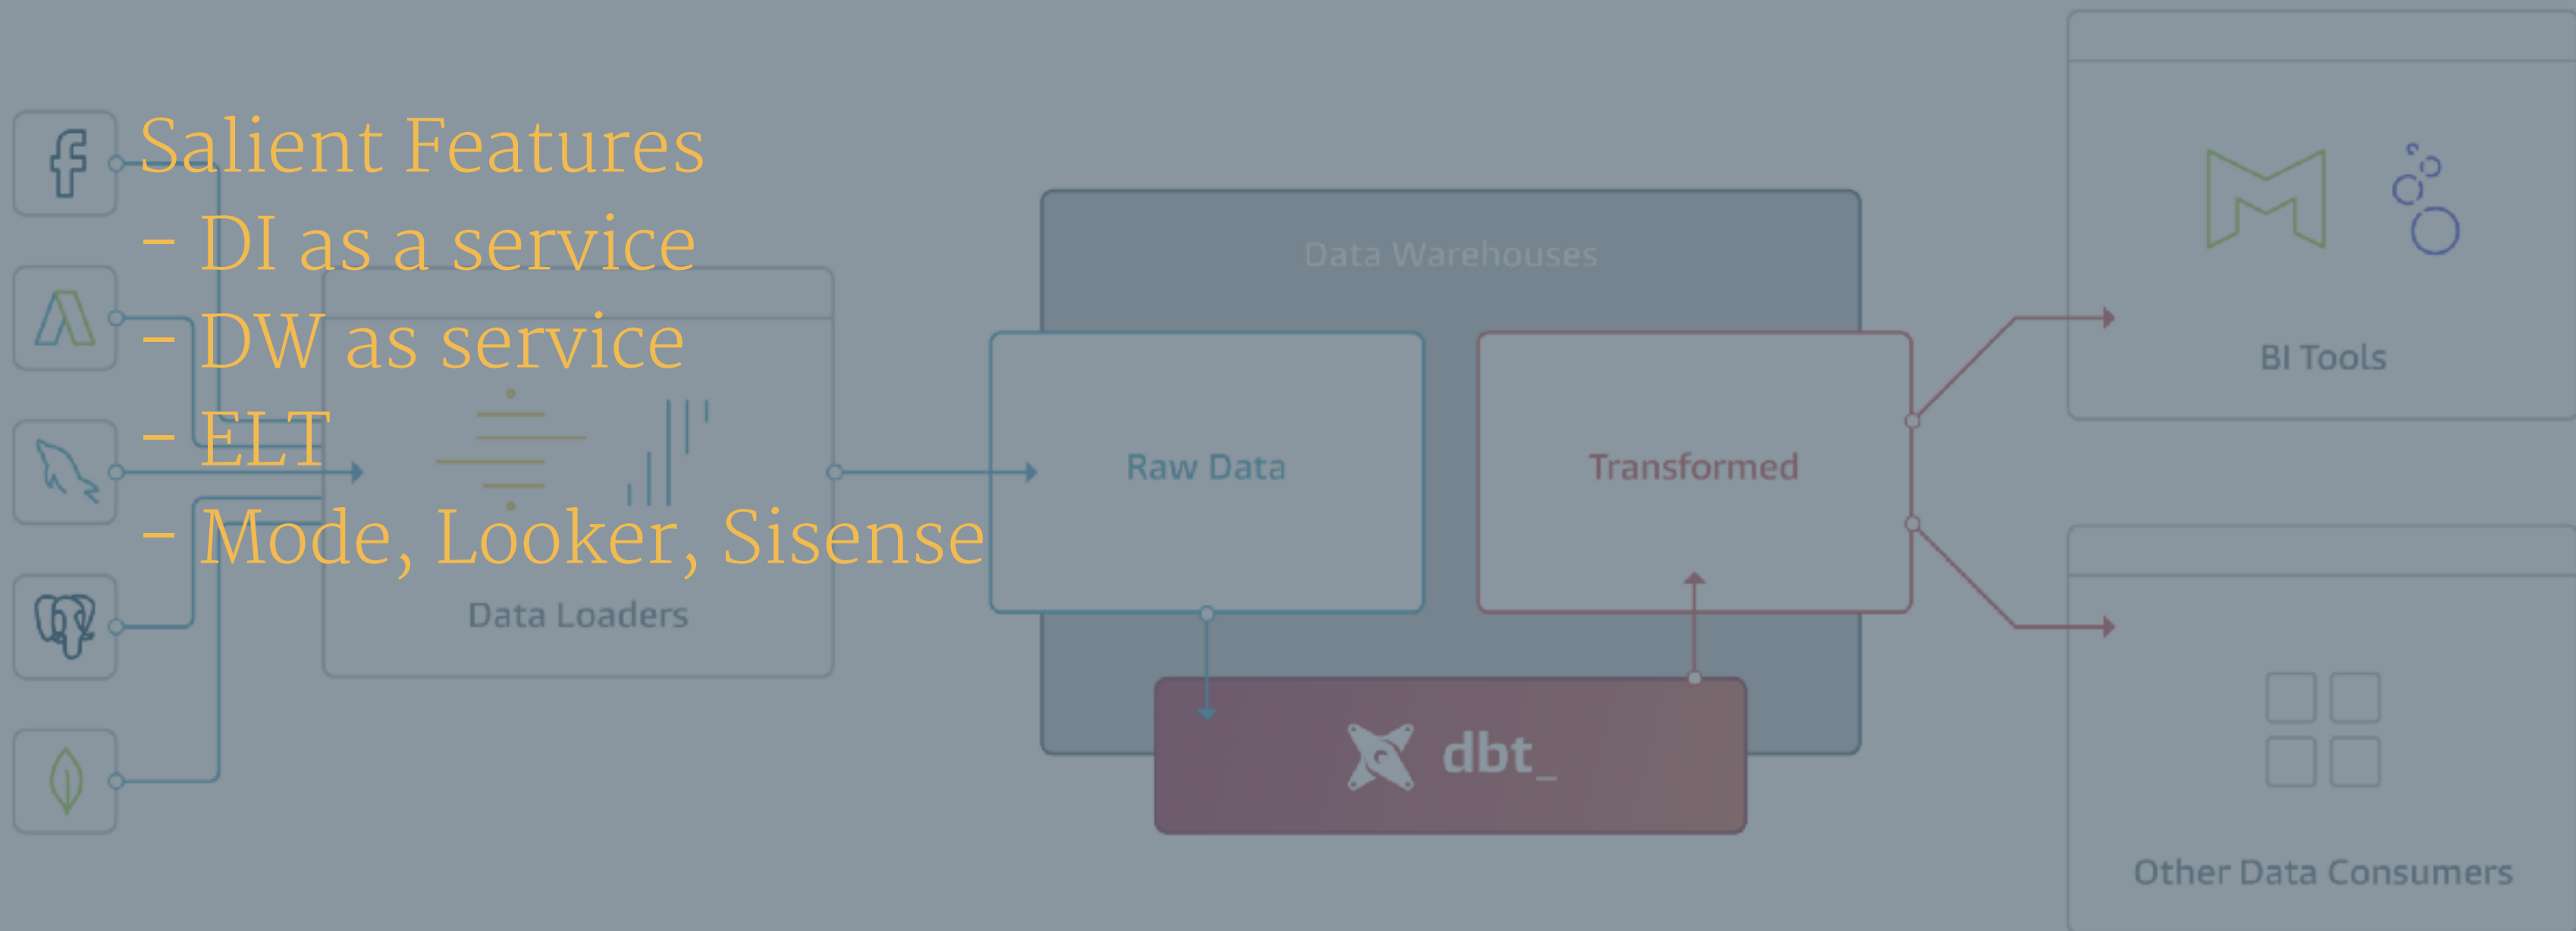 Salient Features
- DI as a service
- DW as service
- ELT
- Mode, Looker, Sisense
Data Loaders
Data Warehouses
Raw Data
Transformed
dbt_
BI Tools
Other Data Consumers